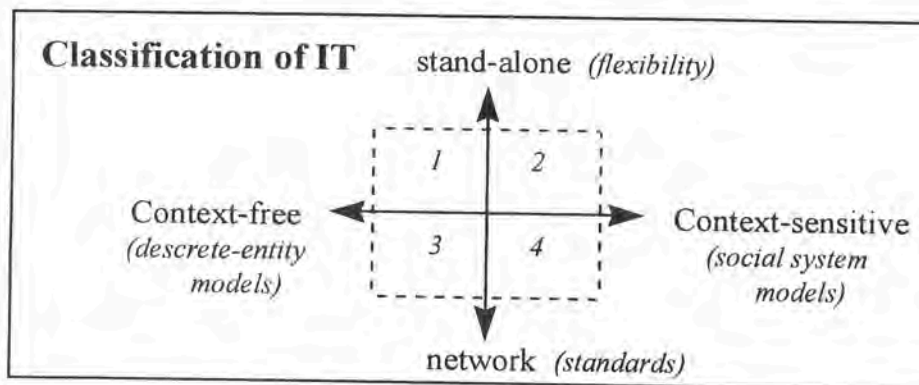 Classification of IT
stand-alone (flexibility)
1 2
Context-free
(descrete-entity
models)
3 4
Context-sensitive
(social system
models)
network (standards)